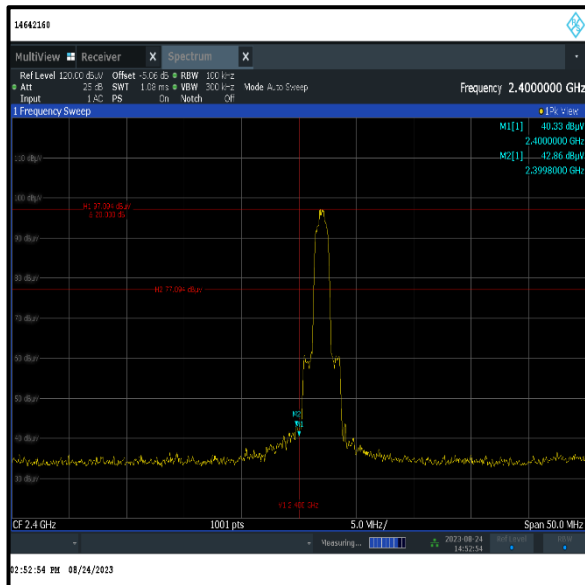 14642160
MultiView Receiver X Spectrum X
Ref Level 120.00 dBµV Offset -5.06 dB RBW 100 kHz
Att 25 dB SWT 1.08 ms VBW 300 kHz Mode Auto Sweep Frequency 2.4000000 GHz
Input 1 AC PS On Notch Off
1 Frequency Sweep 1Pk View
M1[1] 40.33 dBµV
2.4000000 GHz
M2[1] 42.86 dBµV
2.3998000 GHz
110 dBµV
100 dBµV
90 dBµV
80 dBµV
70 dBµV
60 dBµV
50 dBµV
40 dBµV
30 dBµV
M2
CF 2.4 GHz 1001 pts 5.0 MHz/ Span 50.0 MHz
Measuring... 2023-08-24 Ref Level RBW
14:52:54
02:52:54 PM 08/24/2023